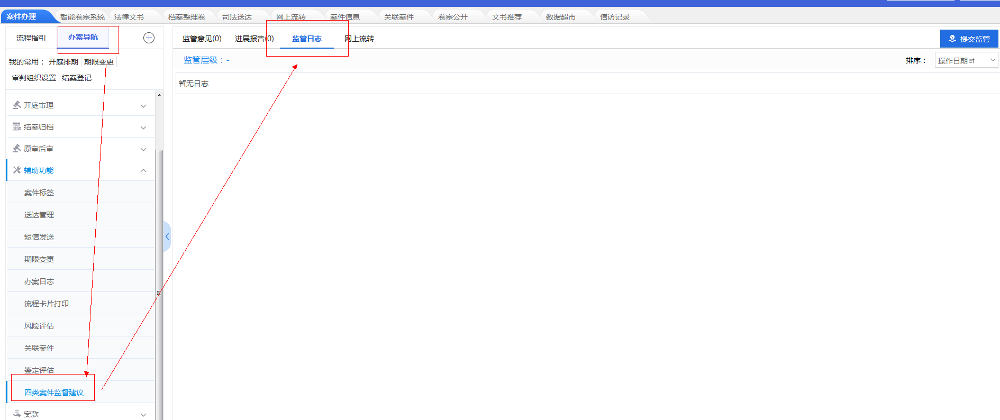 案件办理 智能卷宗系统 法律文书 档案整理卷 司法送达 网上流转 案件信息 关联案件 卷宗公开 文书推荐 数据超市 信访记录
流程指引 办案导航
我的常用： 开庭排期 期限变更
审判组织设置 结案登记
开庭审理
结案归档
原审后审
辅助功能
案件标签
送达管理
短信发送
期限变更
办案日志
流程卡片打印
风险评估
关联案件
鉴定评估
四类案件监督建议
案款
监管意见(0) 进展报告(0) 监管日志 网上流转
提交监管
监管层级：-
排序： 操作日期
暂无日志